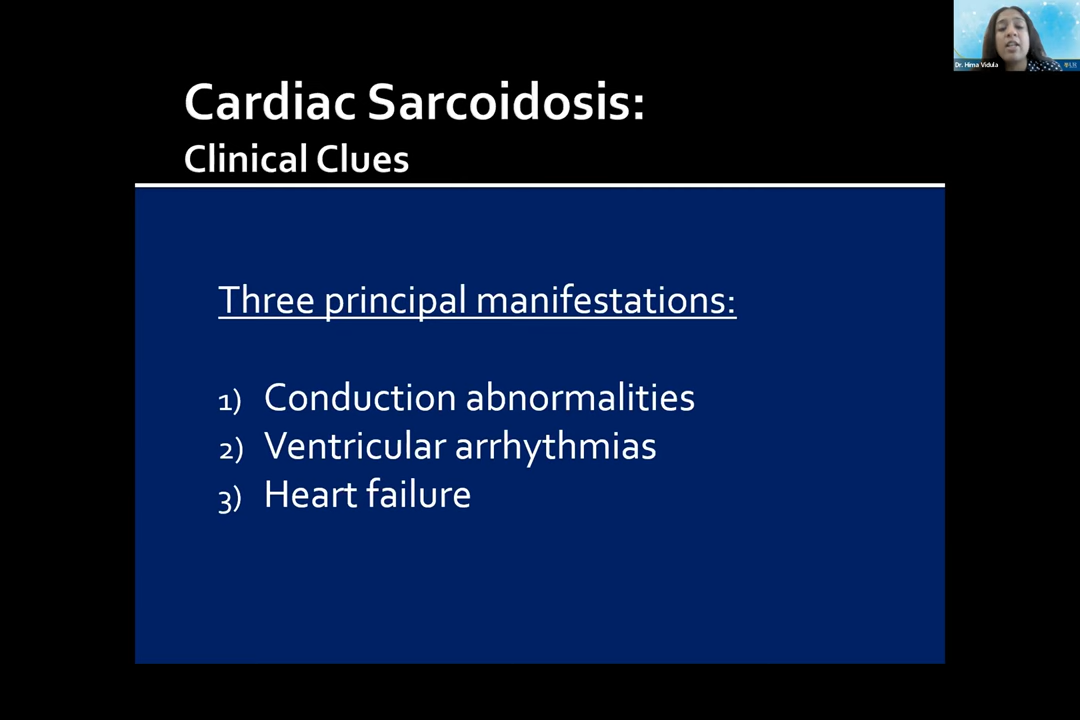 Dr. Hima Vidula
Cardiac Sarcoidosis:
Clinical Clues
Three principal manifestations:
1) Conduction abnormalities
2) Ventricular arrhythmias
3) Heart failure